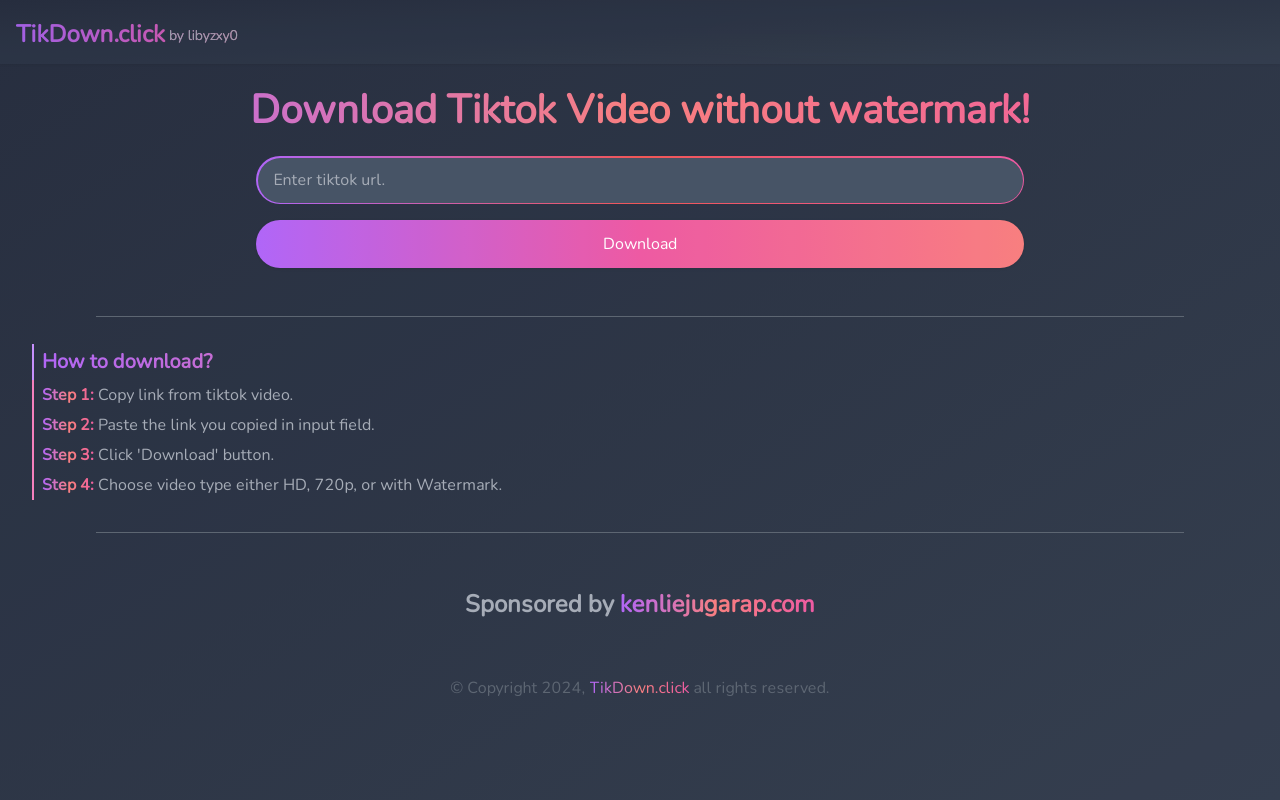 TikDown.click by libyzxy0
Download Tiktok Video without watermark!
Enter tiktok url.
Download
How to download?
Step 1: Copy link from tiktok video.
Step 2: Paste the link you copied in input field.
Step 3: Click 'Download' button.
Step 4: Choose video type either HD, 720p, or with Watermark.
Sponsored by kenliejugarap.com
© Copyright 2024, TikDown.click all rights reserved.